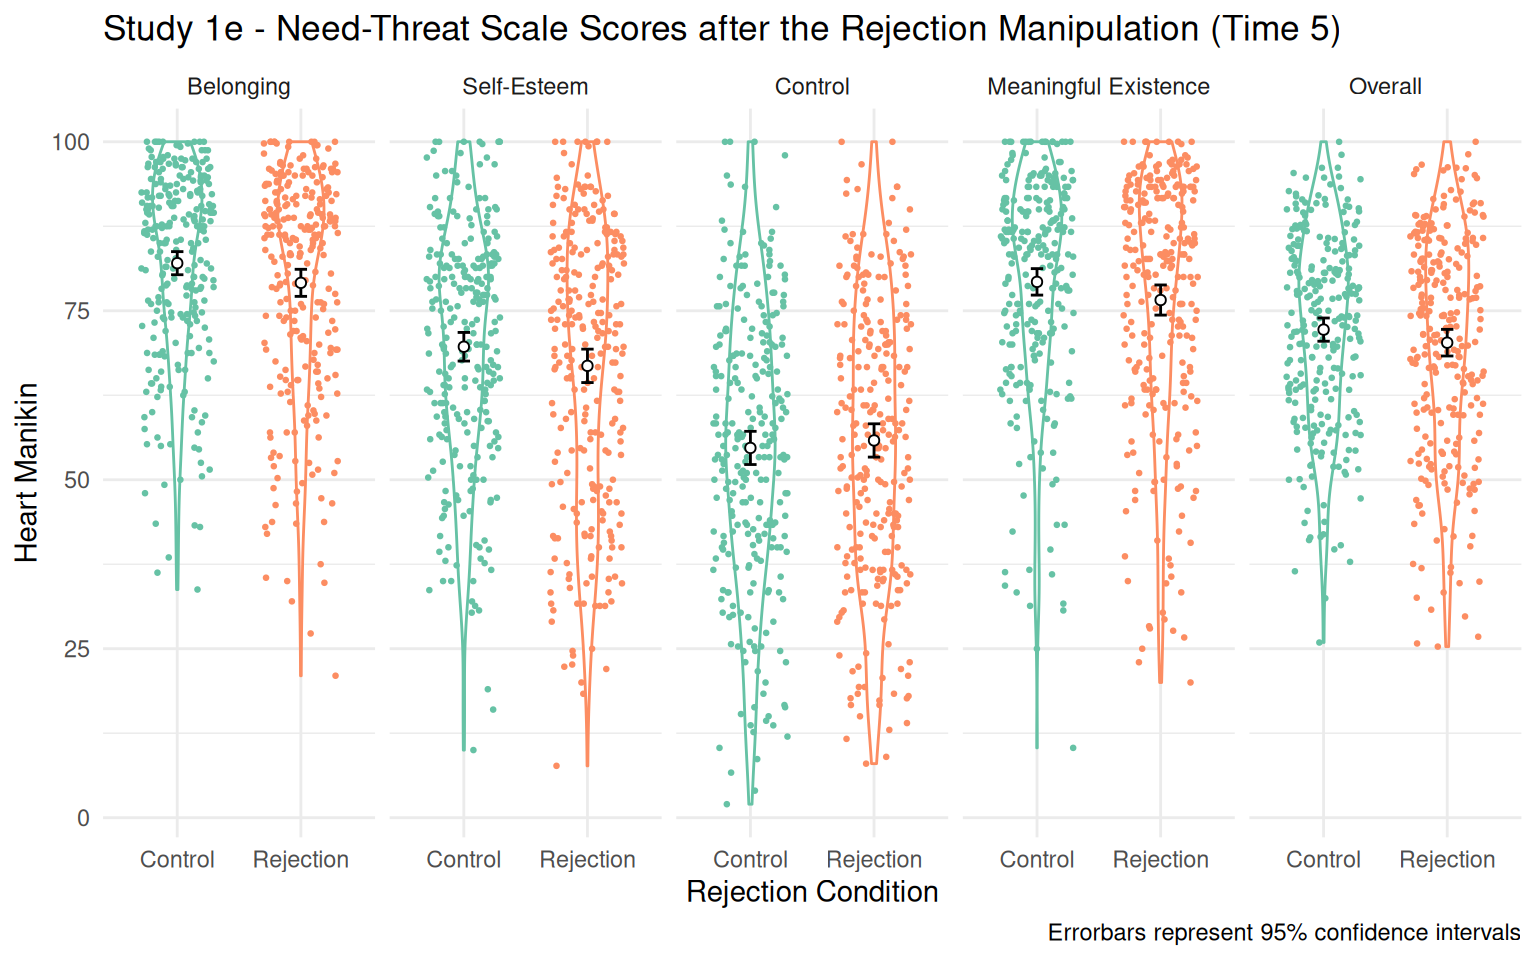 Study 1e - Need-Threat Scale Scores after the Rejection Manipulation (Time 5)
Belonging Self-Esteem Control Meaningful Existence Overall
100
75
50
25
0
Heart Manikin
Control Rejection Control Rejection Control Rejection Control Rejection Control Rejection
Rejection Condition
Errorbars represent 95% confidence intervals